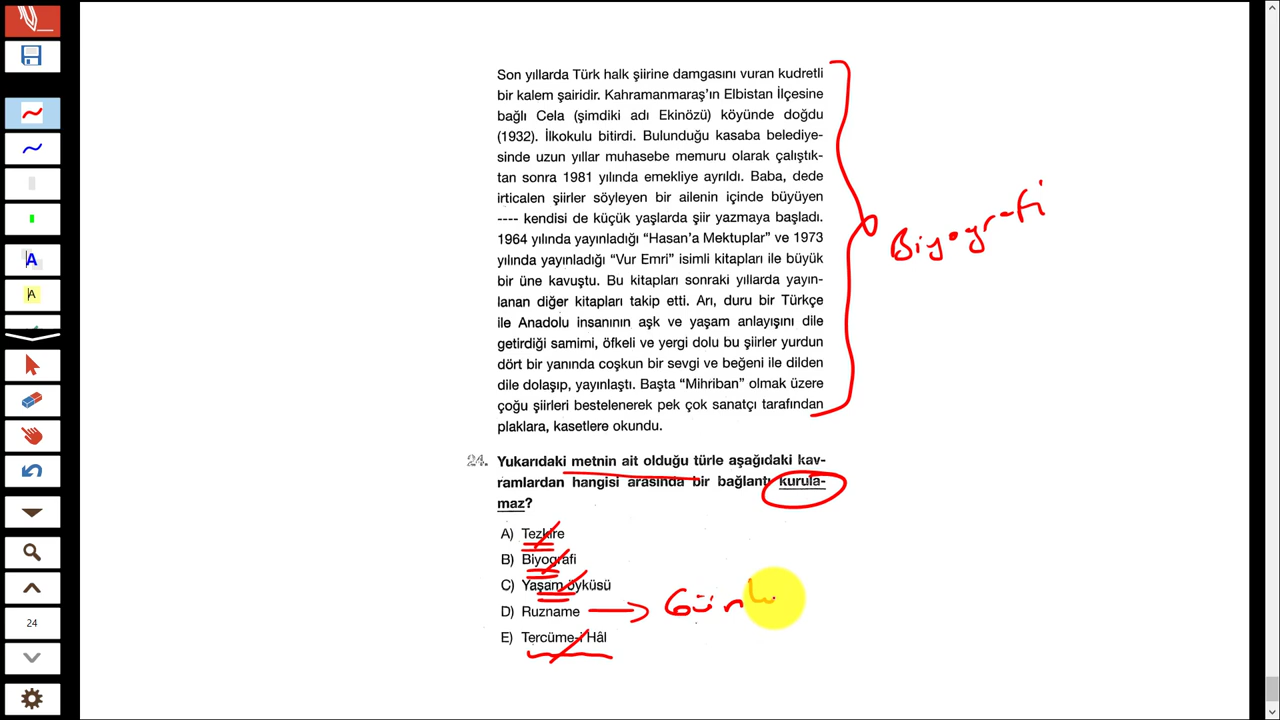 Son yıllarda Türk halk şiirine damgasını vuran kudretli
bir kalem şairidir. Kahramanmaraş'ın Elbistan İlçesine
bağlı Cela (şimdiki adı Ekinözü) köyünde doğdu
(1932). İlkokulu bitirdi. Bulunduğu kasaba belediye-
sinde uzun yıllar muhasebe memuru olarak çalıştık-
tan sonra 1981 yılında emekliye ayrıldı. Baba, dede
irticalen şiirler söyleyen bir ailenin içinde büyüyen
---- kendisi de küçük yaşlarda şiir yazmaya başladı.
1964 yılında yayınladığı “Hasan'a Mektuplar” ve 1973
yılında yayınladığı “Vur Emri” isimli kitapları ile büyük
bir üne kavuştu. Bu kitapları sonraki yıllarda yayın-
lanan diğer kitapları takip etti. Arı, duru bir Türkçe
ile Anadolu insanının aşk ve yaşam anlayışını dile
getirdiği samimi, öfkeli ve yergi dolu bu şiirler yurdun
dört bir yanında coşkun bir sevgi ve beğeni ile dilden
dile dolaşıp, yayınlaştı. Başta “Mihriban” olmak üzere
çoğu şiirleri bestelenerek pek çok sanatçı tarafından
plaklara, kasetlere okundu.
Biyografi
24. Yukarıdaki metnin ait olduğu türle aşağıdaki kav-
ramlardan hangisi arasında bir bağlantı kurula-
maz?
A) Tezkire
B) Biyografi
C) Yaşam öyküsü
D) Ruzname
Günl
E) Tercüme-i Hâl
A
A
24